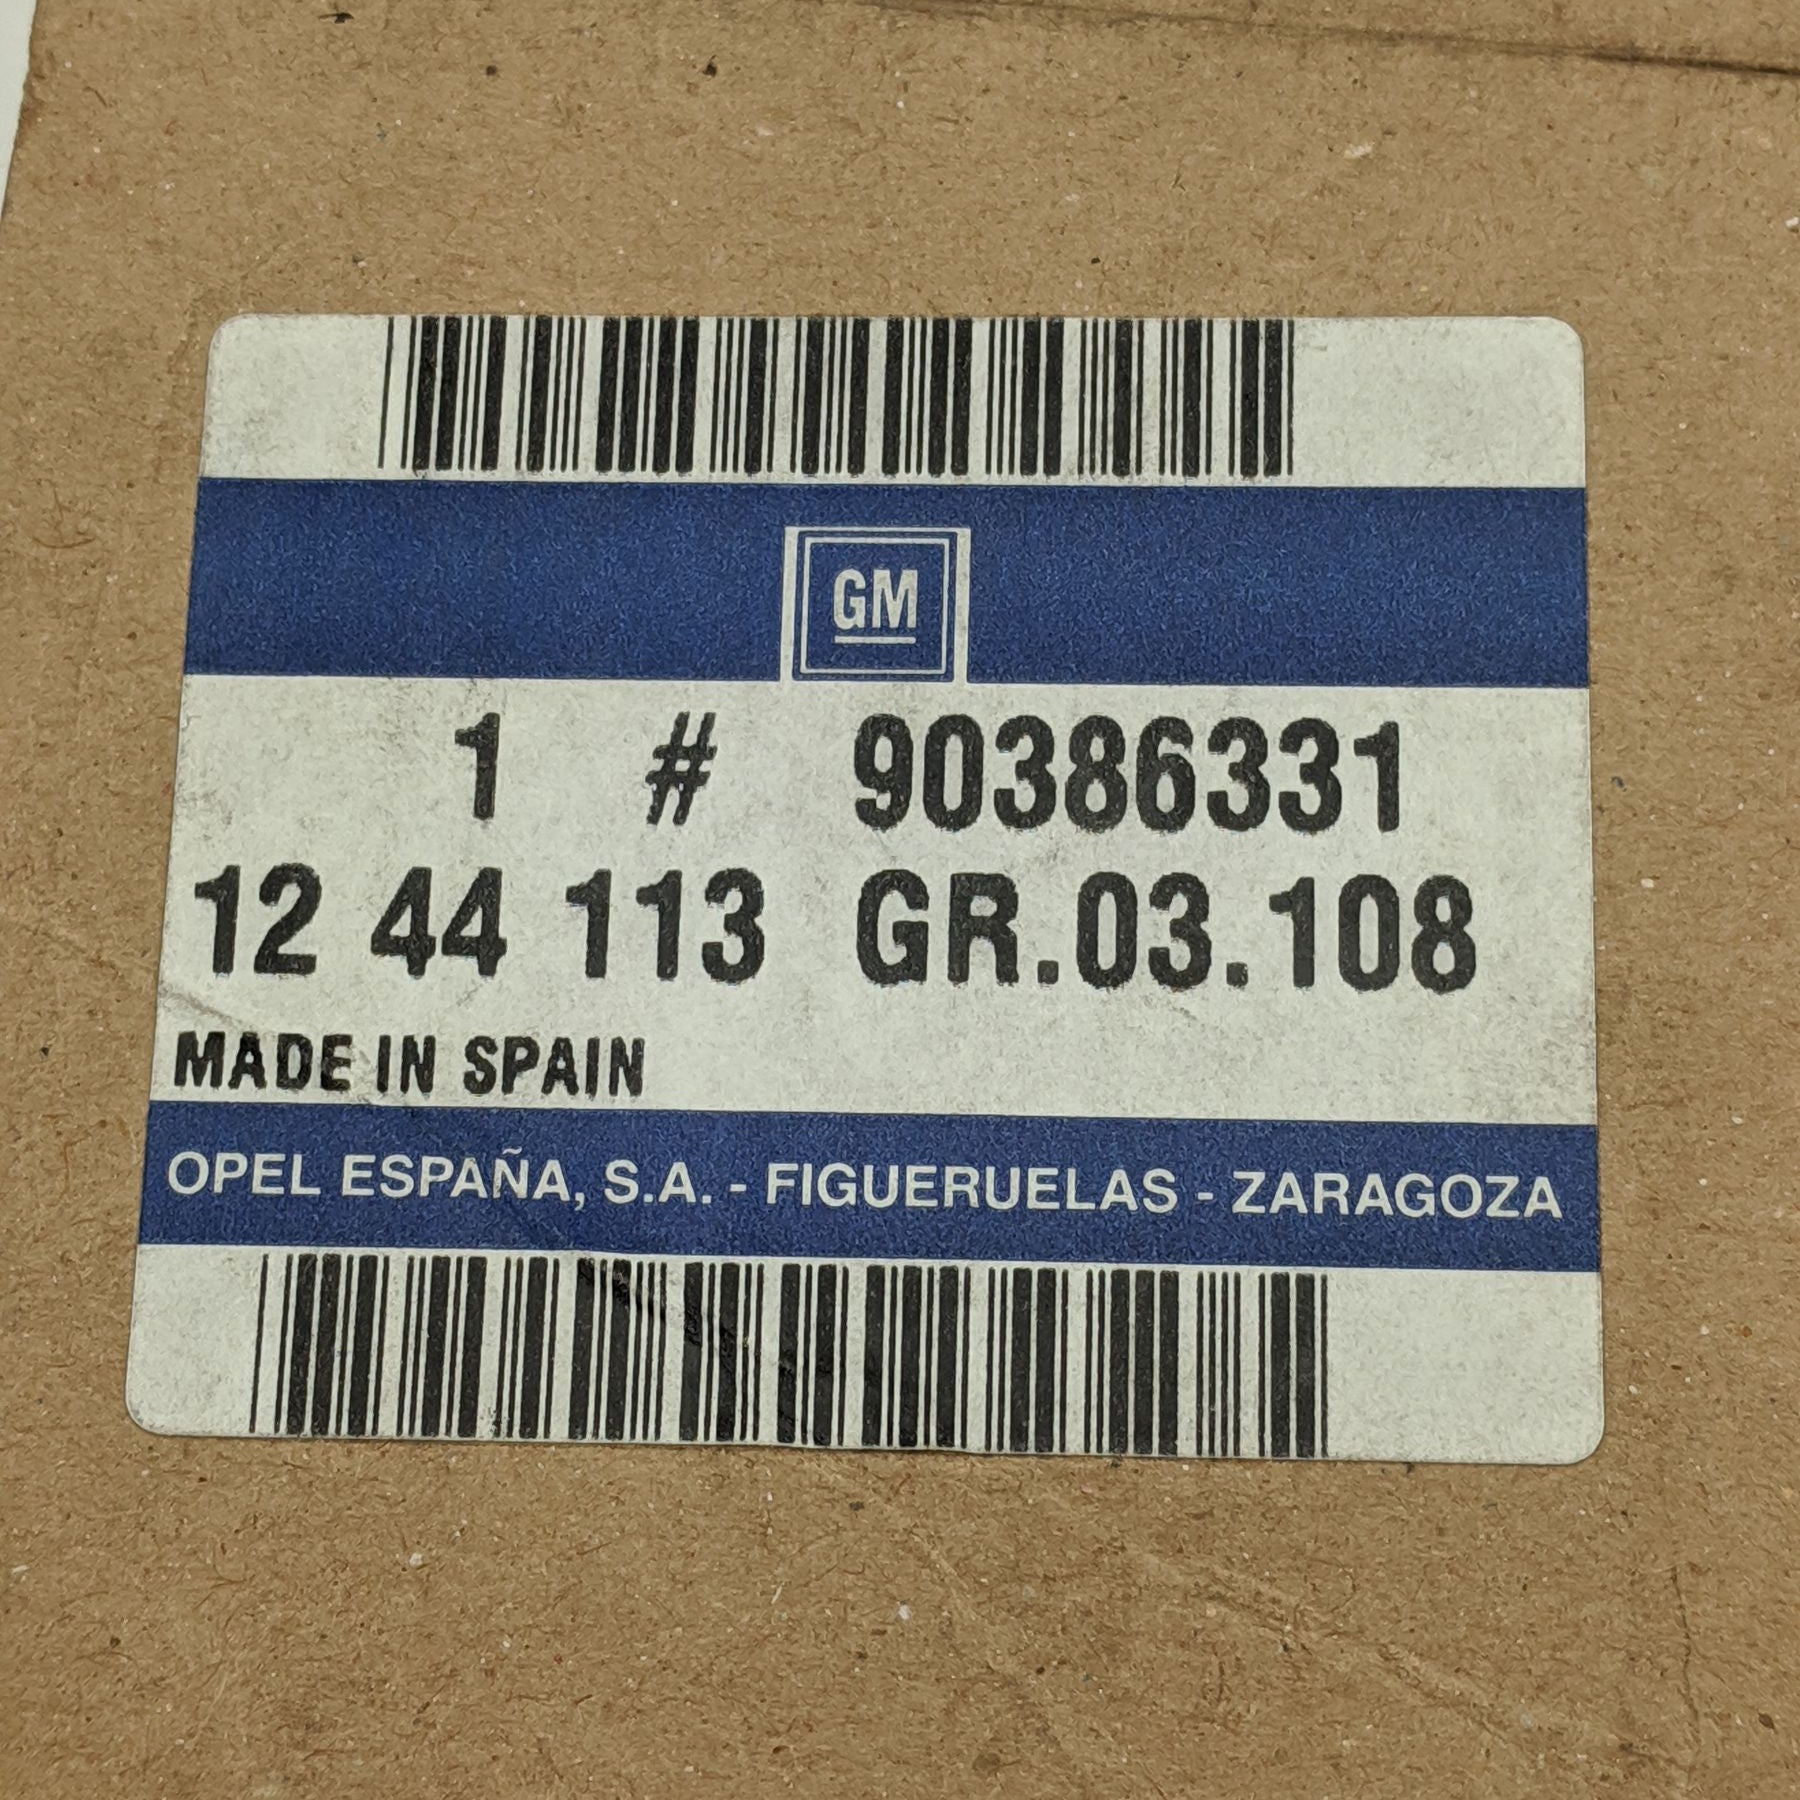 GM
1 # 90386331
12 44 113 GR.03.108
MADE IN SPAIN
OPEL ESPAÑA, S.A. - FIGUERUELAS - ZARAGOZA